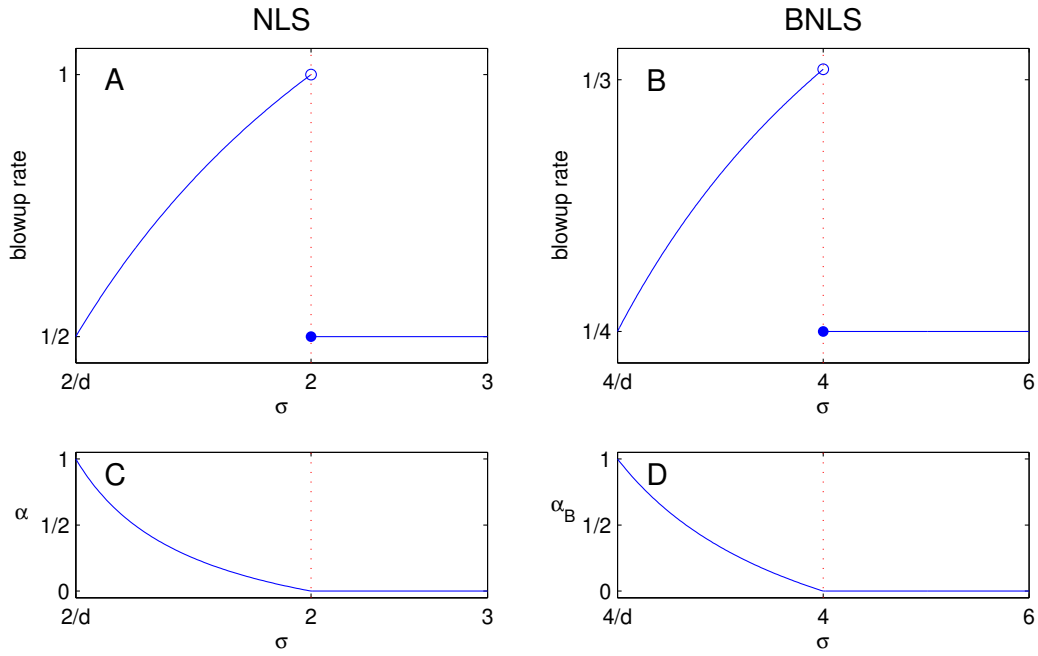 NLS
A
blowup rate
1
1/2
2/d
2
3
σ
BNLS
B
blowup rate
1/3
1/4
4/d
4
6
σ
C
α
1
1/2
0
2/d
2
3
σ
D
α_B
1
1/2
0
4/d
4
6
σ